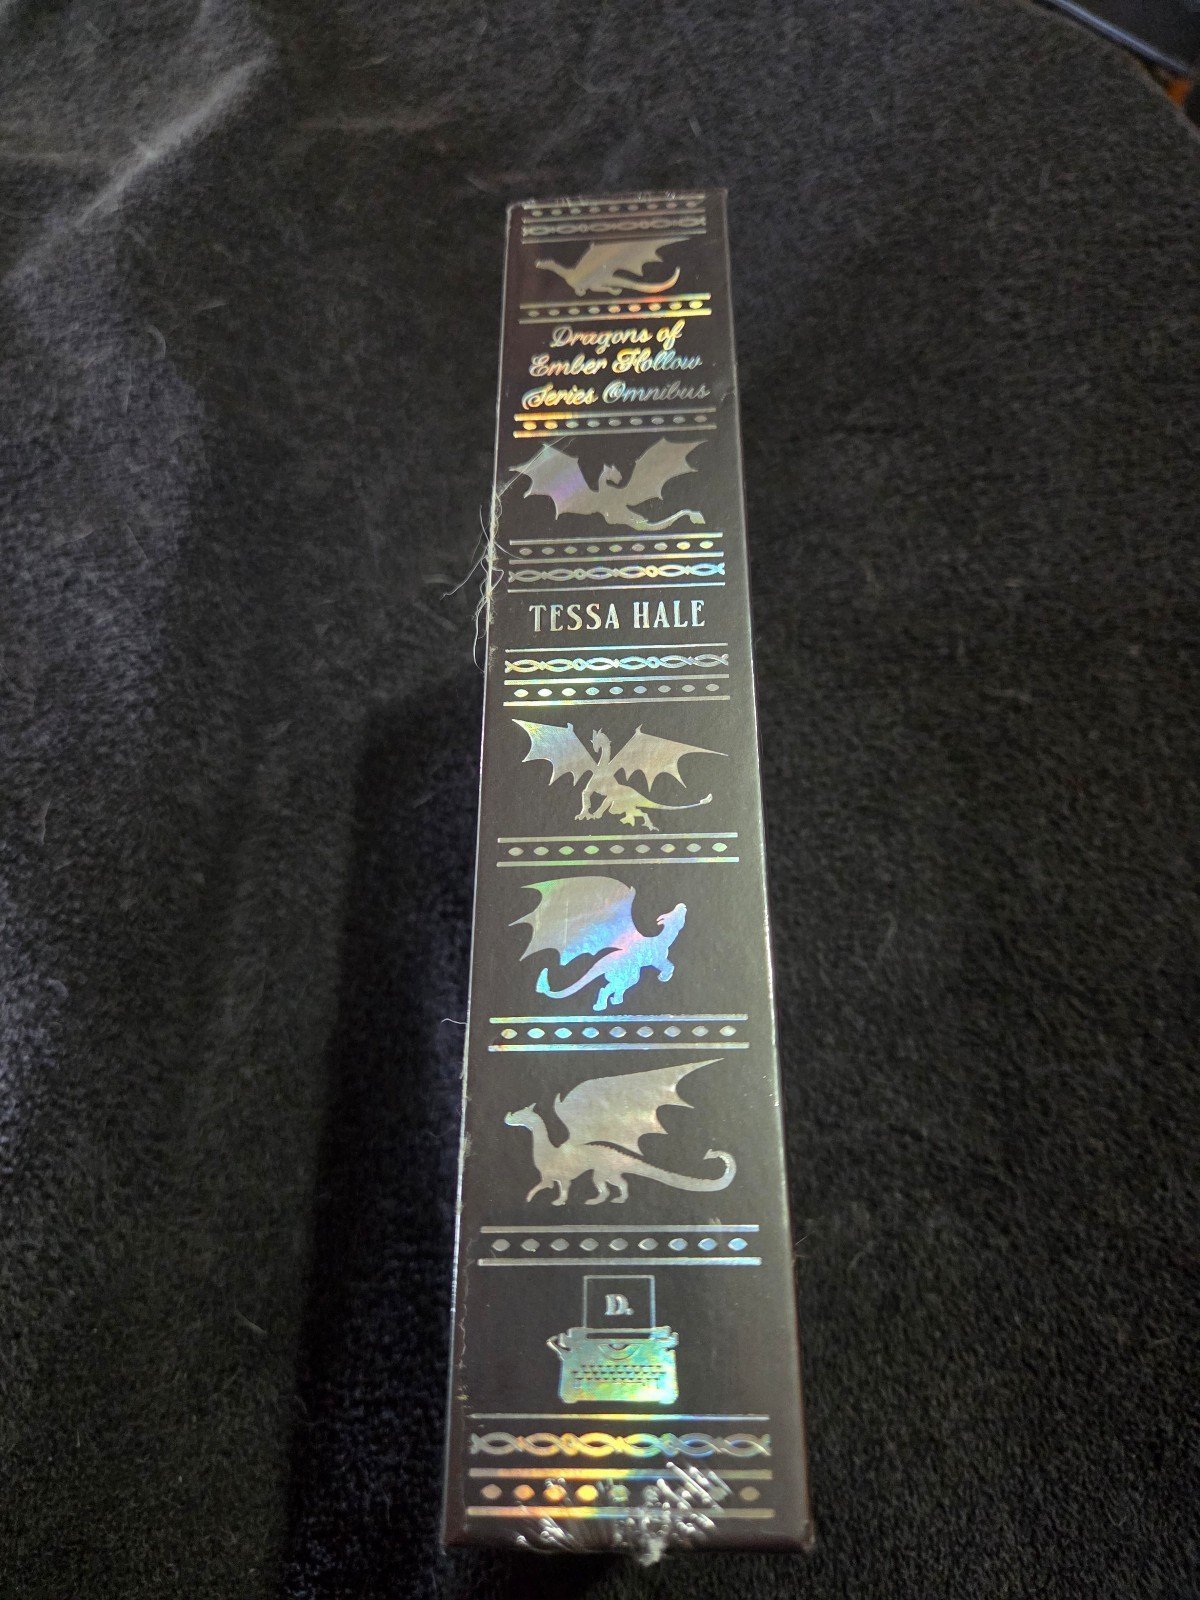 Dragons of
Ember Hollow
Series Omnibus
TESSA HALE
D.